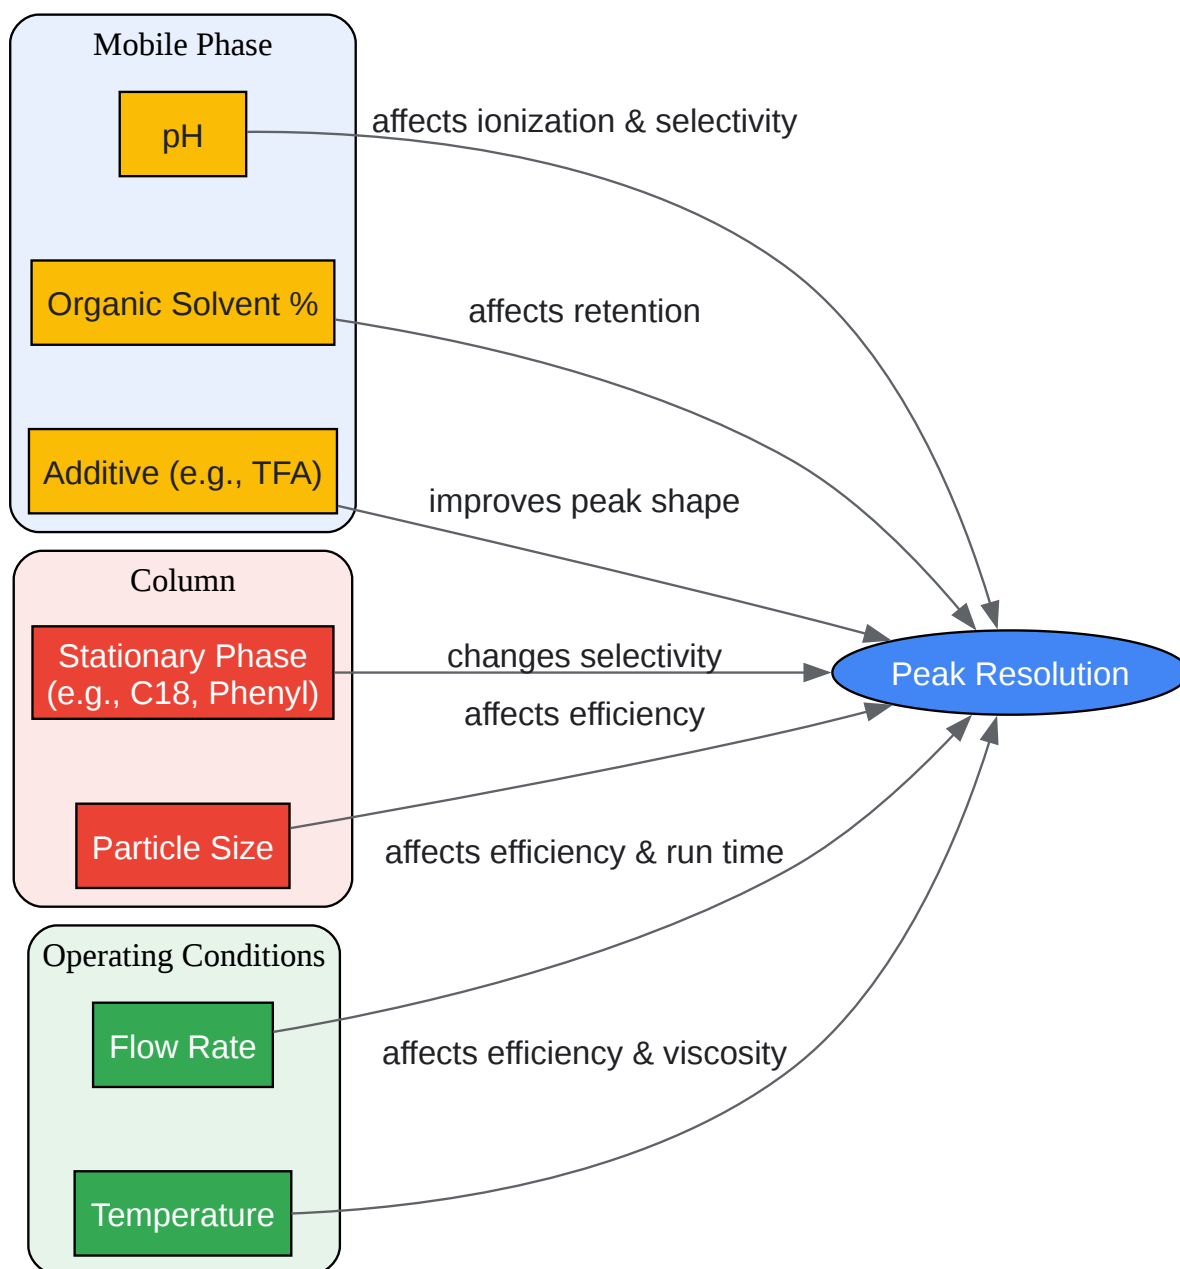 Mobile Phase
pH
affects ionization & selectivity
Organic Solvent %
affects retention
Additive (e.g., TFA)
improves peak shape
Column
Stationary Phase
(e.g., C18, Phenyl)
changes selectivity
Peak Resolution
affects efficiency
Particle Size
affects efficiency & run time
Operating Conditions
Flow Rate
affects efficiency & viscosity
Temperature